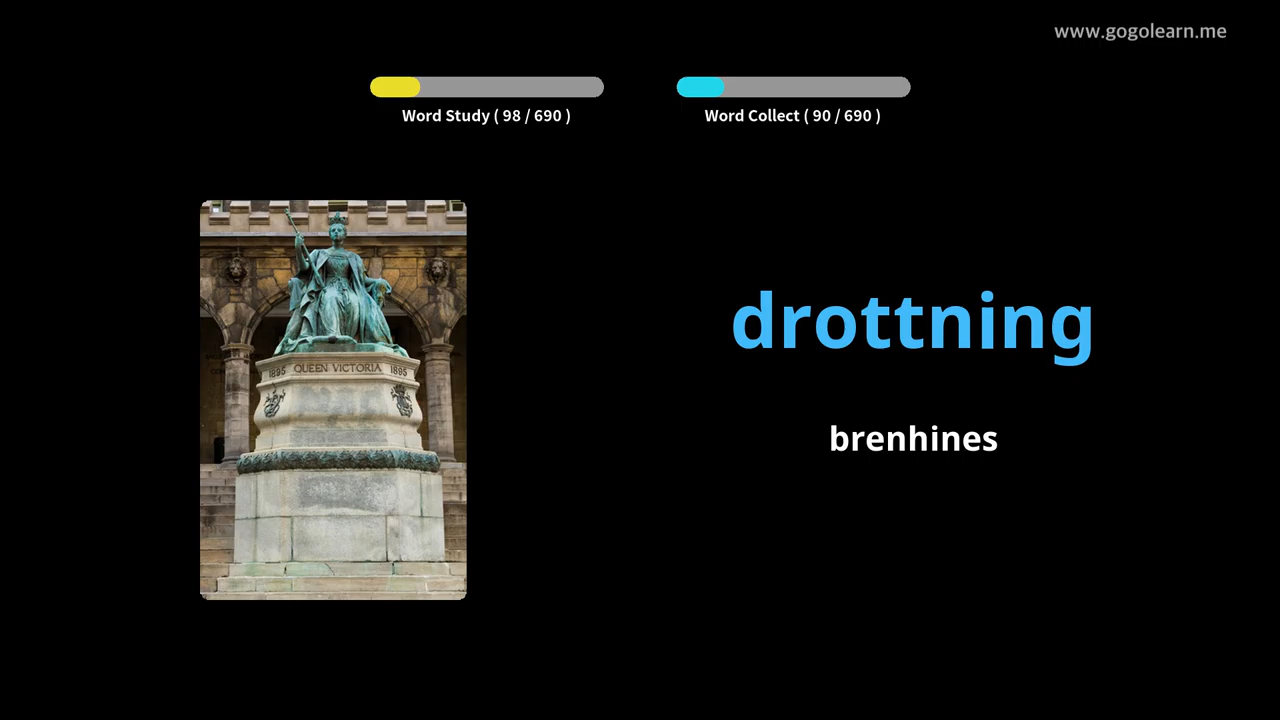 www.gogolearn.me
Word Study ( 98 / 690 )
Word Collect ( 90 / 690 )
1895 QUEEN VICTORIA 1895
drottning
brenhines